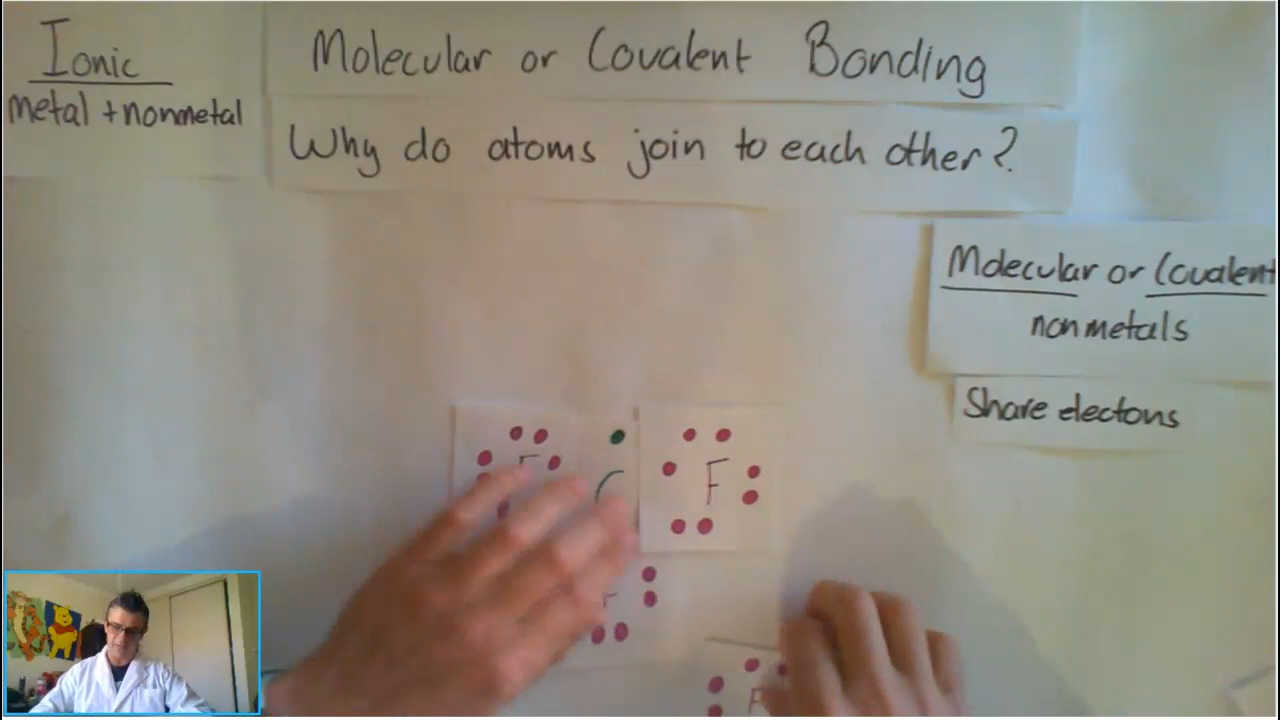 Ionic
metal + nonmetal
Molecular or Covalent Bonding
Why do atoms join to each other?
Molecular or Covalent
nonmetals
Share electons
F
C
F